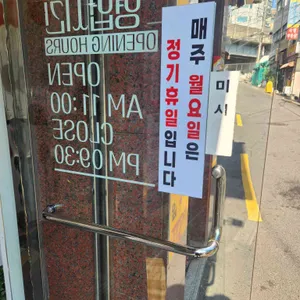 영업시간
OPENING HOURS
OPEN
AM 11:00
CLOSE
PM 09:30
매주 월요일은
정기휴일입니다
미시